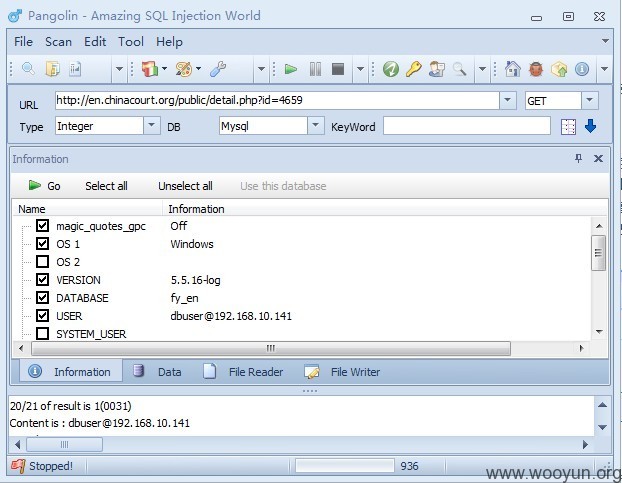 Pangolin - Amazing SQL Injection World
File Scan Edit Tool Help
URL http://en.chinacourt.org/public/detail.php?id=4659 GET
Type Integer DB Mysql KeyWord
Information
Go Select all Unselect all Use this database
Name Information
magic_quotes_gpc Off
OS 1 Windows
OS 2
VERSION 5.5.16-log
DATABASE fy_en
USER dbuser@192.168.10.141
SYSTEM_USER
Information Data File Reader File Writer
20/21 of result is 1(0031)
Content is : dbuser@192.168.10.141
Stopped! 936
www.wooyun.org